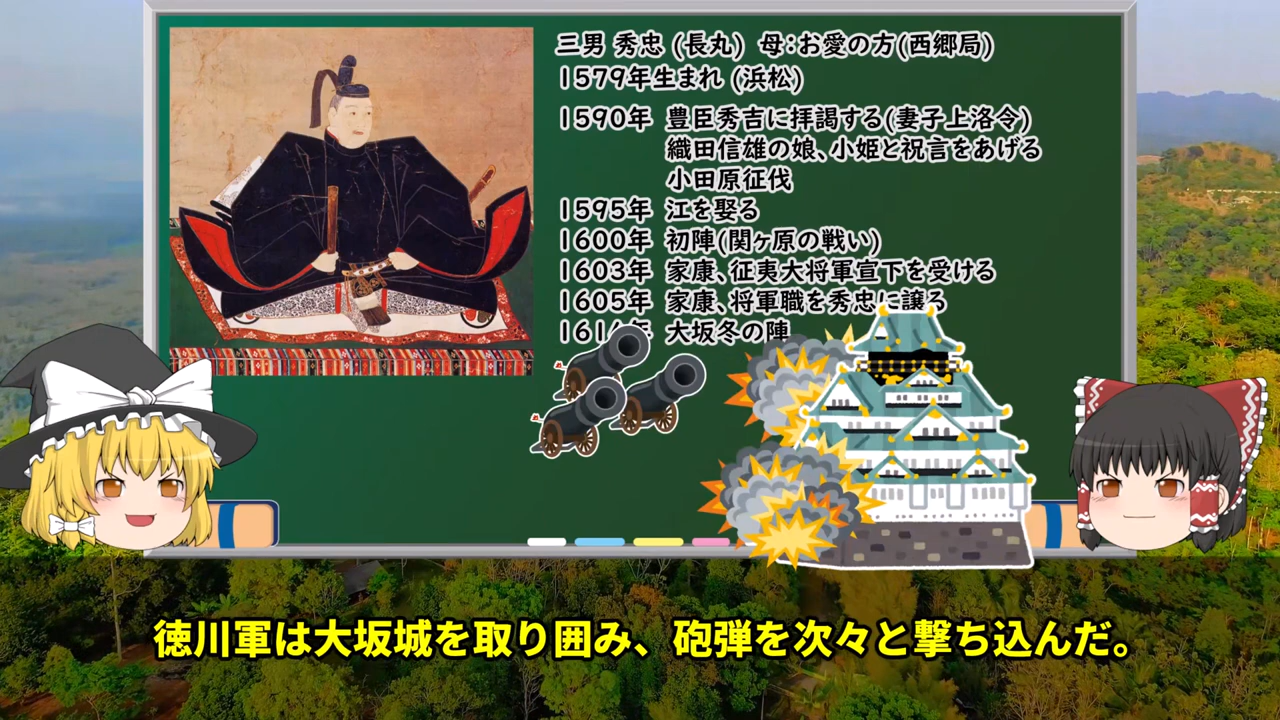 三男 秀忠 (長丸) 母:お愛の方(西郷局)
1579年生まれ (浜松)
1590年 豊臣秀吉に拝謁する(妻子上洛令)
織田信雄の娘、小姫と祝言をあげる
小田原征伐
1595年 江を娶る
1600年 初陣(関ヶ原の戦い)
1603年 家康、征夷大将軍宣下を受ける
1605年 家康、将軍職を秀忠に譲る
1614年 大坂冬の陣
徳川軍は大坂城を取り囲み、砲弾を次々と撃ち込んだ。